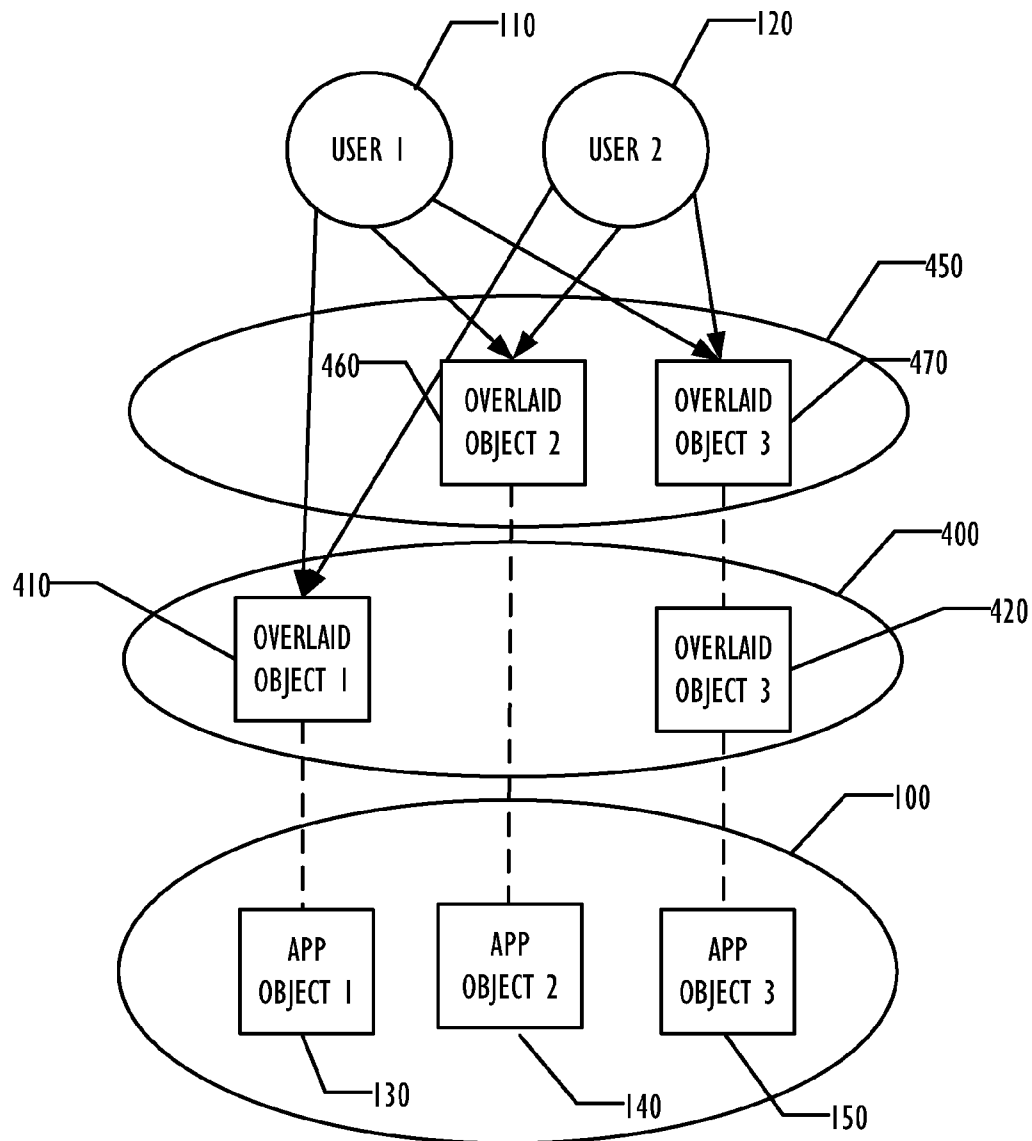 110
120
USER 1
USER 2
450
460
470
OVERLAID
OBJECT 2
OVERLAID
OBJECT 3
400
410
420
OVERLAID
OBJECT 1
OVERLAID
OBJECT 3
100
APP
OBJECT 1
APP
OBJECT 2
APP
OBJECT 3
130
140
150